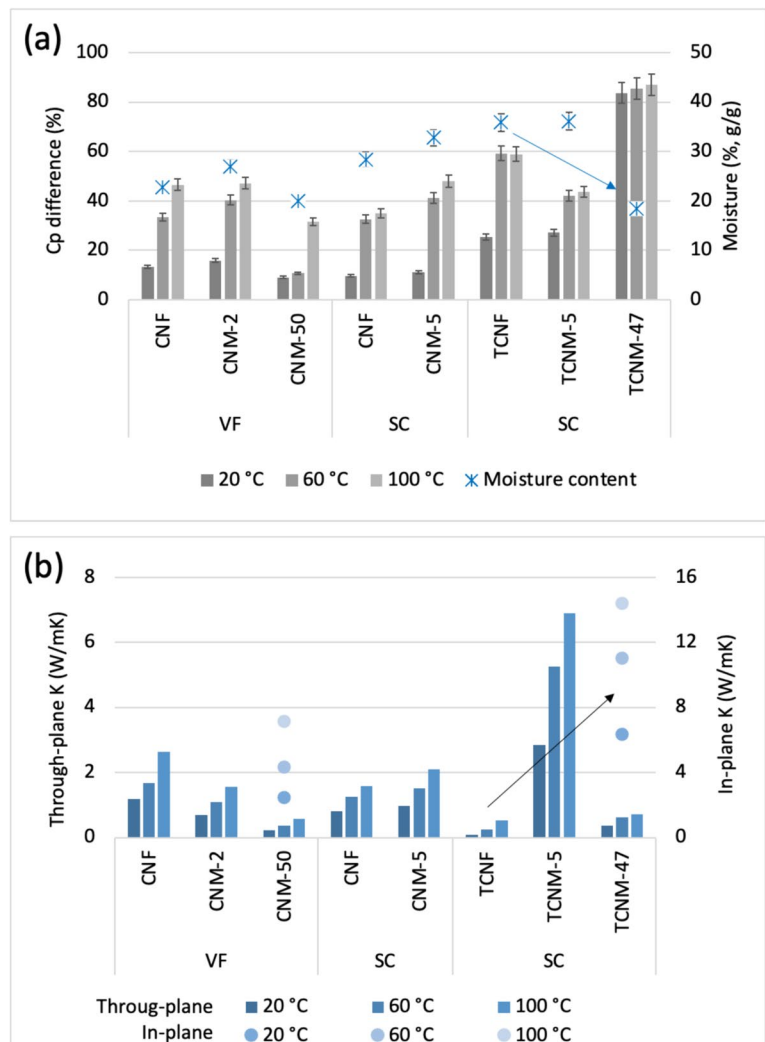 (a)
Cp difference (%)
100
80
60
40
20
0
50
40
30
20
10
0
Moisture (%, g/g)
CNF
CNM-2
CNM-50
CNF
CNM-5
TCNF
TCNM-5
TCNM-47
VF
SC
SC
20 °C
60 °C
100 °C
Moisture content
(b)
Through-plane K (W/mK)
8
6
4
2
0
16
12
8
4
0
In-plane K (W/mK)
CNF
CNM-2
CNM-50
CNF
CNM-5
TCNF
TCNM-5
TCNM-47
VF
SC
SC
Throug-plane 20 °C 60 °C 100 °C
In-plane 20 °C 60 °C 100 °C